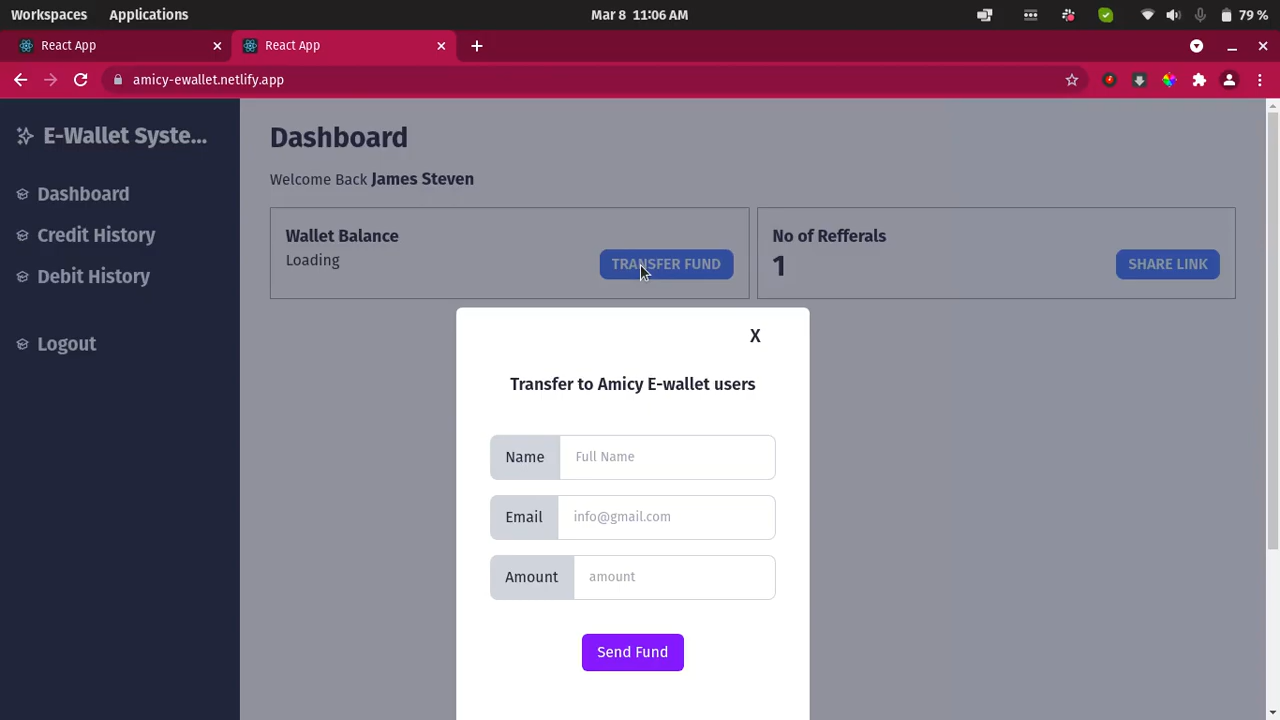 Workspaces Applications Mar 8 11:06 AM 79 %
React App React App
amicy-ewallet.netlify.app
E-Wallet Syste...
Dashboard
Credit History
Debit History
Logout
Dashboard
Welcome Back James Steven
Wallet Balance
Loading
TRANSFER FUND
No of Refferals
1
SHARE LINK
X
Transfer to Amicy E-wallet users
Name Full Name
Email info@gmail.com
Amount amount
Send Fund